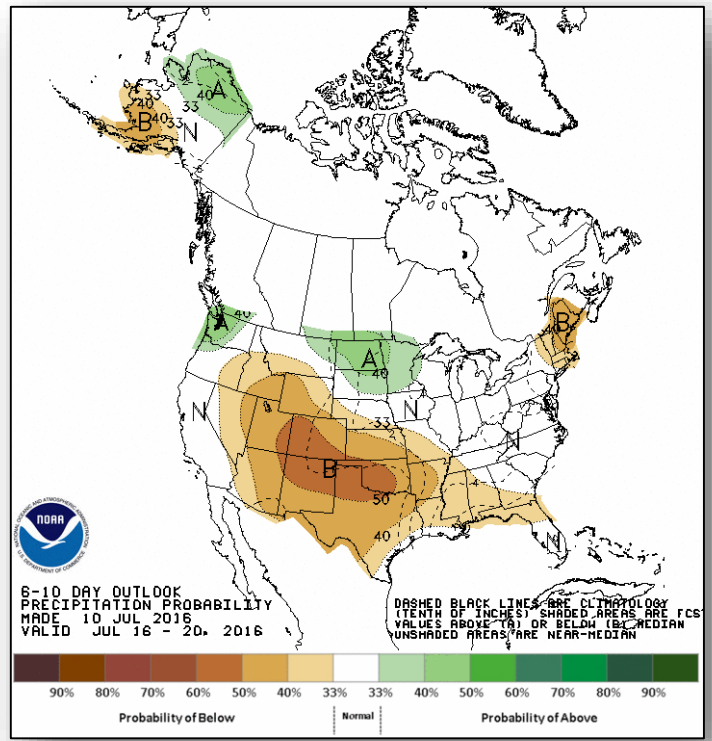 33
40
A
40
33
B
40
33
N
40
A
B
40
A
40
N
N
33
N
B
50
40
N
NOAA
NATIONAL OCEANIC AND ATMOSPHERIC ADMINISTRATION
U.S. DEPARTMENT OF COMMERCE
6-10 DAY OUTLOOK
PRECIPITATION PROBABILITY
MADE 10 JUL 2016
VALID JUL 16 - 20, 2016
DASHED BLACK LINES ARE CLIMATOLOGY
(TENTH OF INCHES) SHADED AREAS ARE FCST
VALUES ABOVE (A) OR BELOW (B) MEDIAN
UNSHADED AREAS ARE NEAR-MEDIAN
90% 80% 70% 60% 50% 40% 33% 33% 40% 50% 60% 70% 80% 90%
Probability of Below Normal Probability of Above